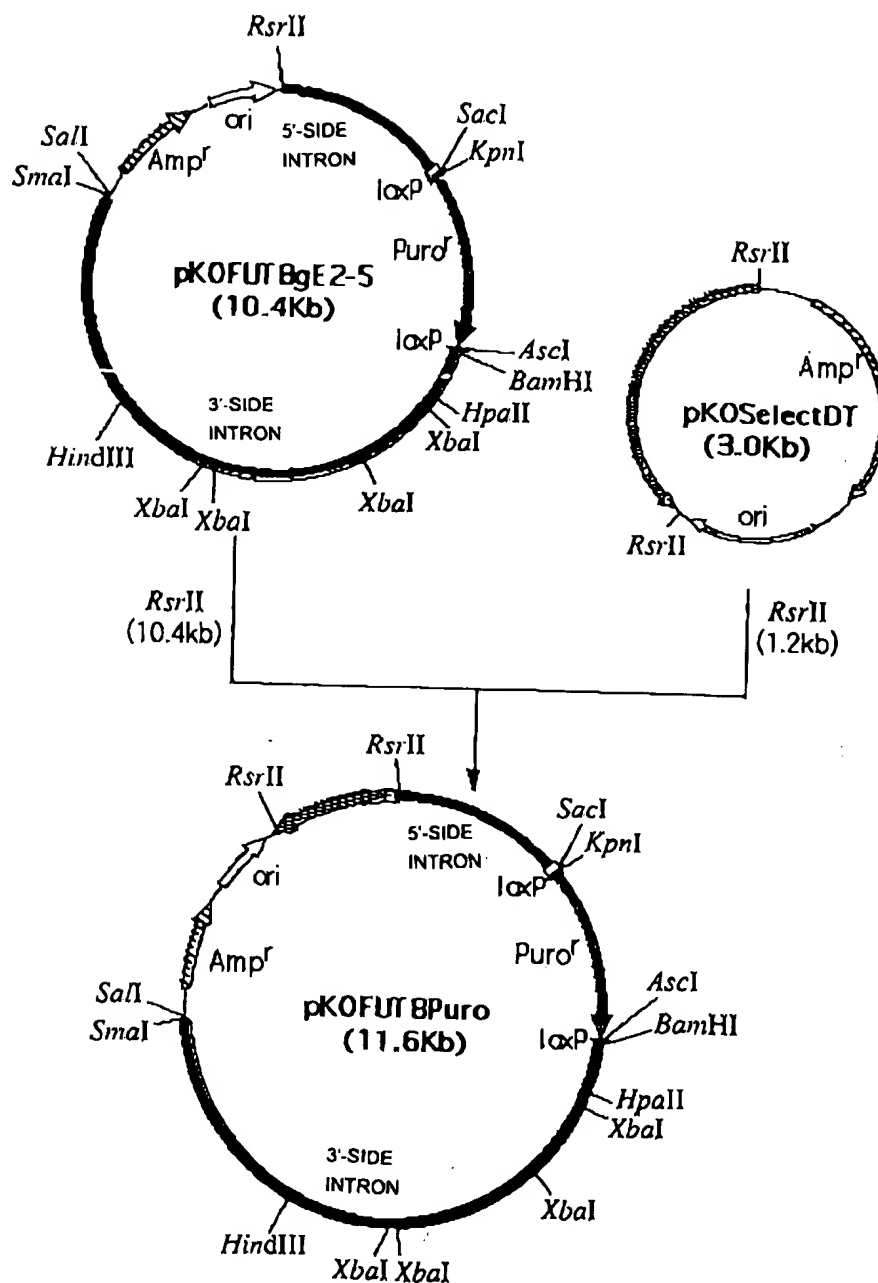 RsrII
ori
5'-SIDE
INTRON
SacI
KpnI
loxP
SalI
SmaI
Ampʳ
Puroʳ
pKOFUT8gE2-5
(10.4Kb)
loxP
AscI
BamHI
HpaII
XbaI
XbaI
3'-SIDE
INTRON
HindIII
XbaI
XbaI
RsrII
Ampʳ
pKOSelectDT
(3.0Kb)
ori
RsrII
RsrII
(10.4kb)
RsrII
(1.2kb)
RsrII
RsrII
5'-SIDE
INTRON
SacI
KpnI
loxP
ori
Ampʳ
Puroʳ
SalI
SmaI
pKOFUT8Puro
(11.6Kb)
loxP
AscI
BamHI
HpaII
XbaI
XbaI
3'-SIDE
INTRON
HindIII
XbaI
XbaI